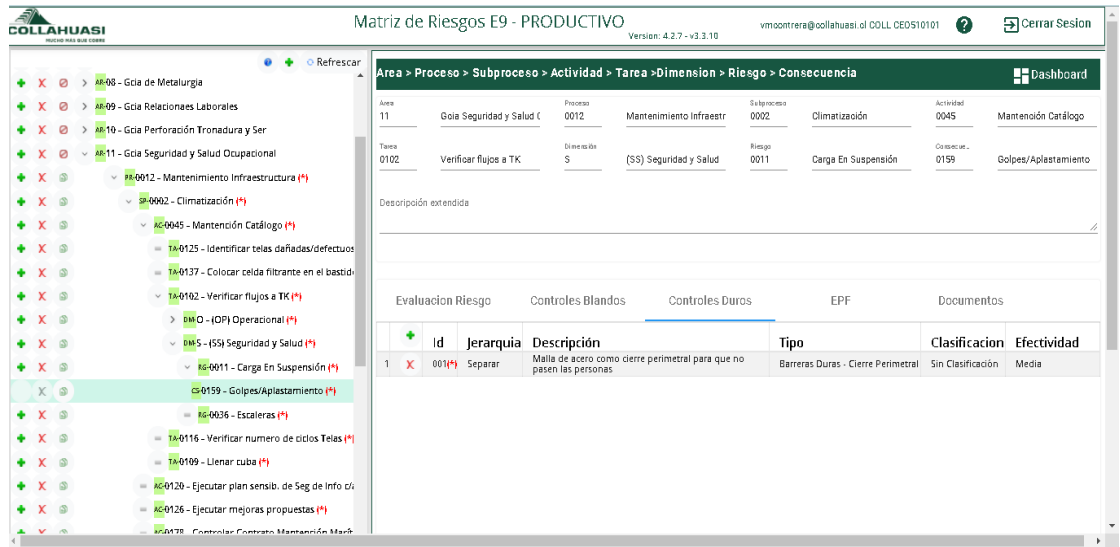 COLLAHUASI
MUCHO MÁS QUE COBRE
Matriz de Riesgos E9 - PRODUCTIVO
Version: 4.2.7 - v3.3.10
vmcontrera@collahuasi.cl COLL CEO510101
Cerrar Sesion
Refrescar
AR-08 - Gcia de Metalurgia
AR-09 - Gcia Relacionaes Laborales
AR-10 - Gcia Perforación Tronadura y Ser
AR-11 - Gcia Seguridad y Salud Ocupacional
PR-0012 - Mantenimiento Infraestructura (*)
SP-0002 - Climatización (*)
AC-0045 - Mantención Catálogo (*)
TA-0125 - Identificar telas dañadas/defectuos
TA-0137 - Colocar celda filtrante en el bastid
TA-0102 - Verificar flujos a TK (*)
DM-O - (OP) Operacional (*)
DM-S - (SS) Seguridad y Salud (*)
RG-0011 - Carga En Suspensión (*)
CS-0159 - Golpes/Aplastamiento (*)
RG-0036 - Escaleras (*)
TA-0116 - Verificar numero de ciclos Telas (*)
TA-0109 - Llenar cuba (*)
AC-0120 - Ejecutar plan sensib. de Seg de Info c/a
AC-0126 - Ejecutar mejoras propuestas (*)
AC-0178 - Controlar Contrato Mantención Marít
Area > Proceso > Subproceso > Actividad > Tarea >Dimension > Riesgo > Consecuencia
Dashboard
Area Proceso Subproceso Actividad
11 Gcia Seguridad y Salud 0012 Mantenimiento Infraestr 0002 Climatización 0045 Mantención Catálogo
Tarea Dimensión Riesgo Consecue..
0102 Verificar flujos a TK S (SS) Seguridad y Salud 0011 Carga En Suspensión 0159 Golpes/Aplastamiento
Descripción extendida
Evaluacion Riesgo Controles Blandos Controles Duros EPF Documentos
Id Jerarquia Descripción Tipo Clasificacion Efectividad
1 X 001(*) Separar Malla de acero como cierre perimetral para que no Barreras Duras - Cierre Perimetral Sin Clasificación Media
pasen las personas